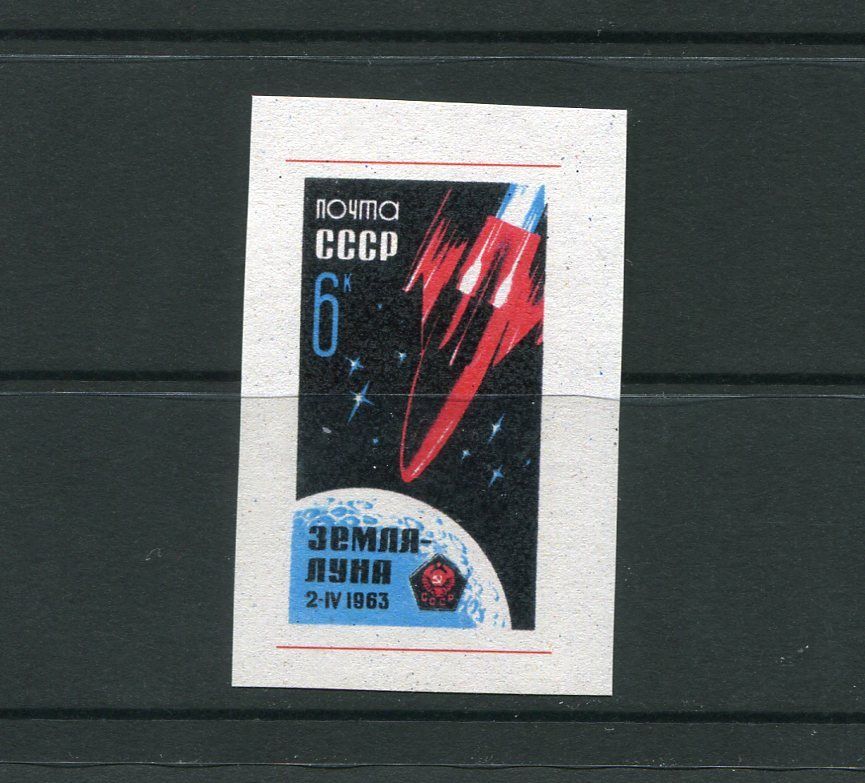 почта
СССР
6К
ЗЕМЛЯ-
ЛУНА
2-IV 1963
СССР